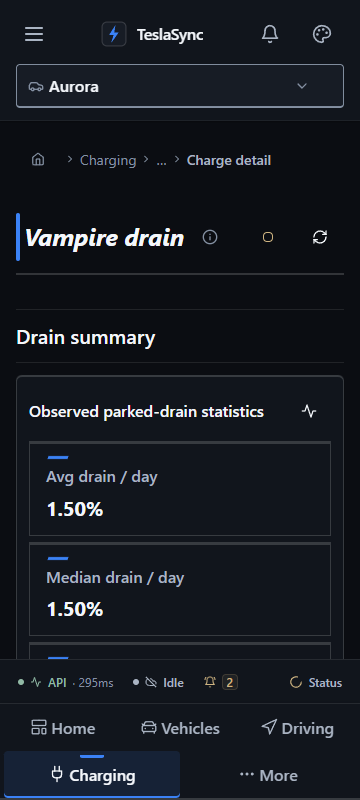 TeslaSync
Aurora
Charging ... Charge detail
Vampire drain
Drain summary
Observed parked-drain statistics
Avg drain / day
1.50%
Median drain / day
1.50%
API · 295ms Idle 2 Status
Home Vehicles Driving
Charging More